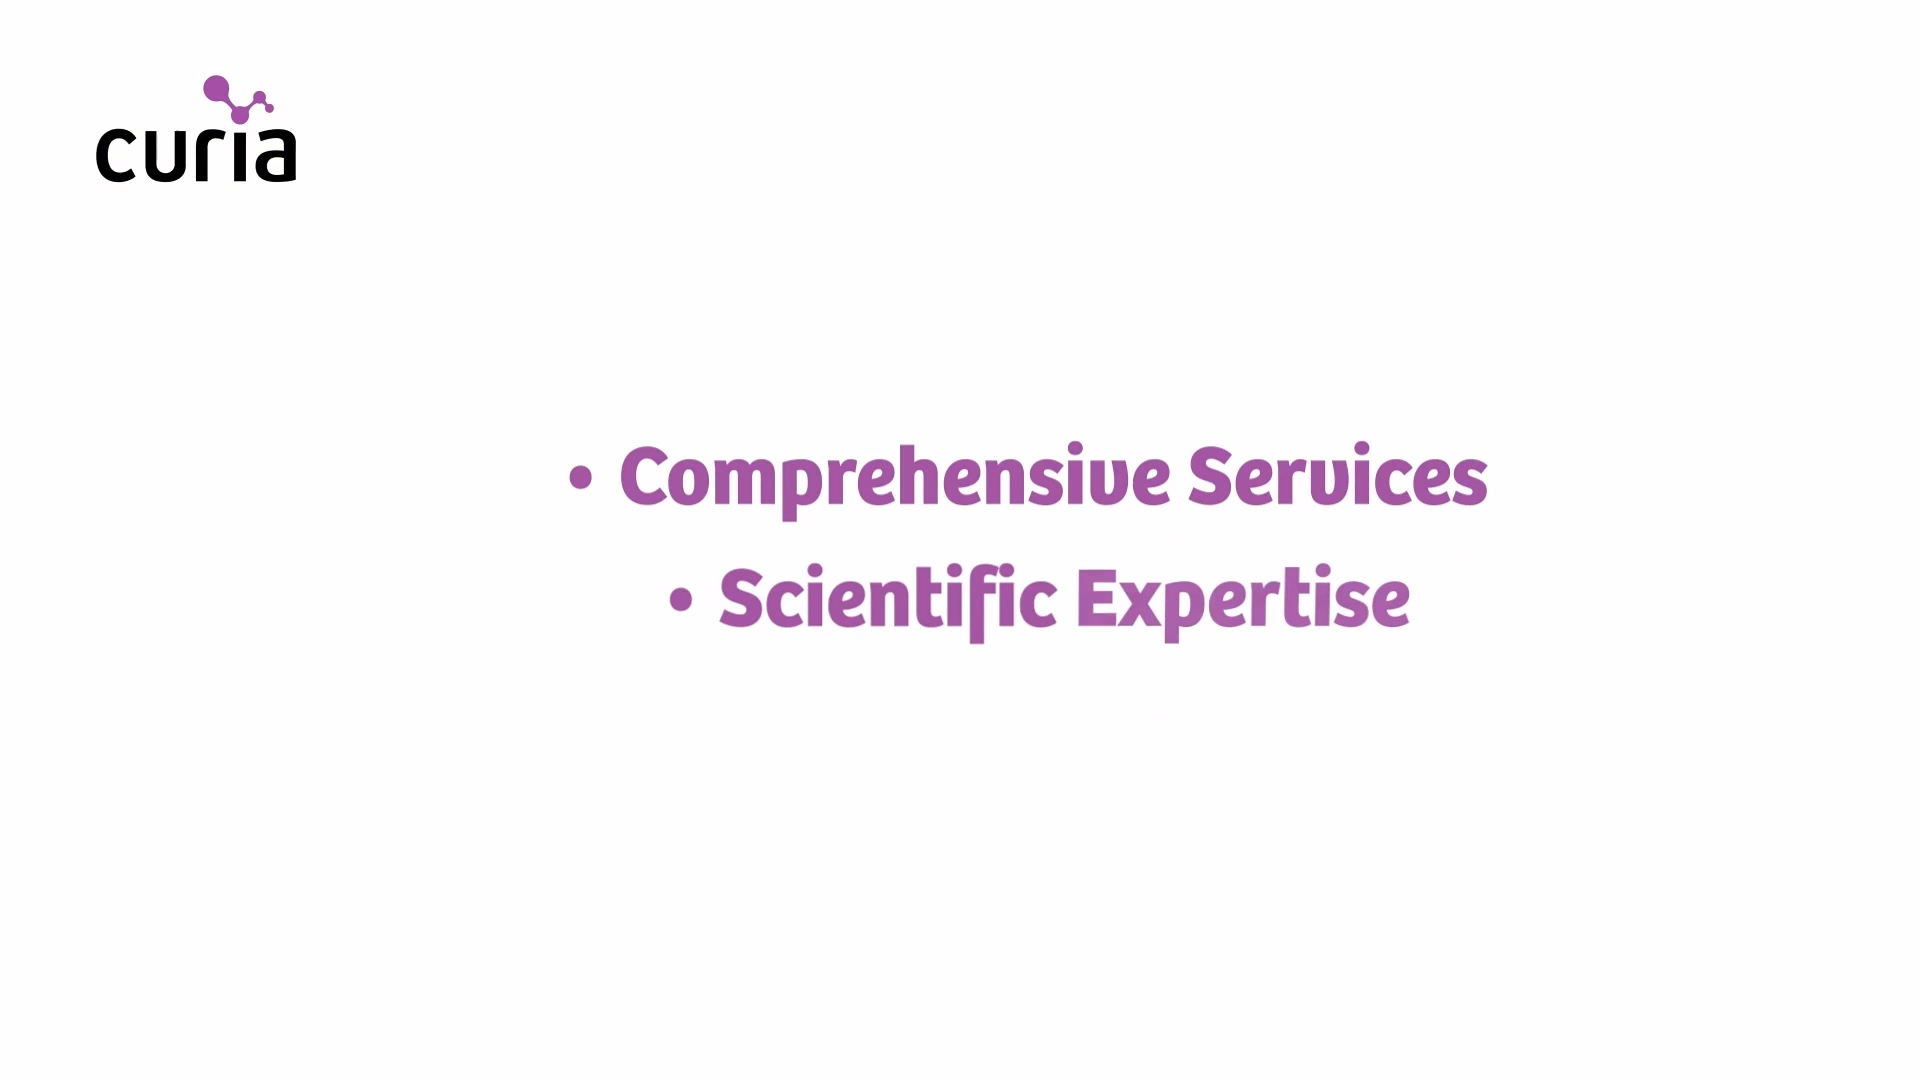 curia
• Comprehensive Services
• Scientific Expertise